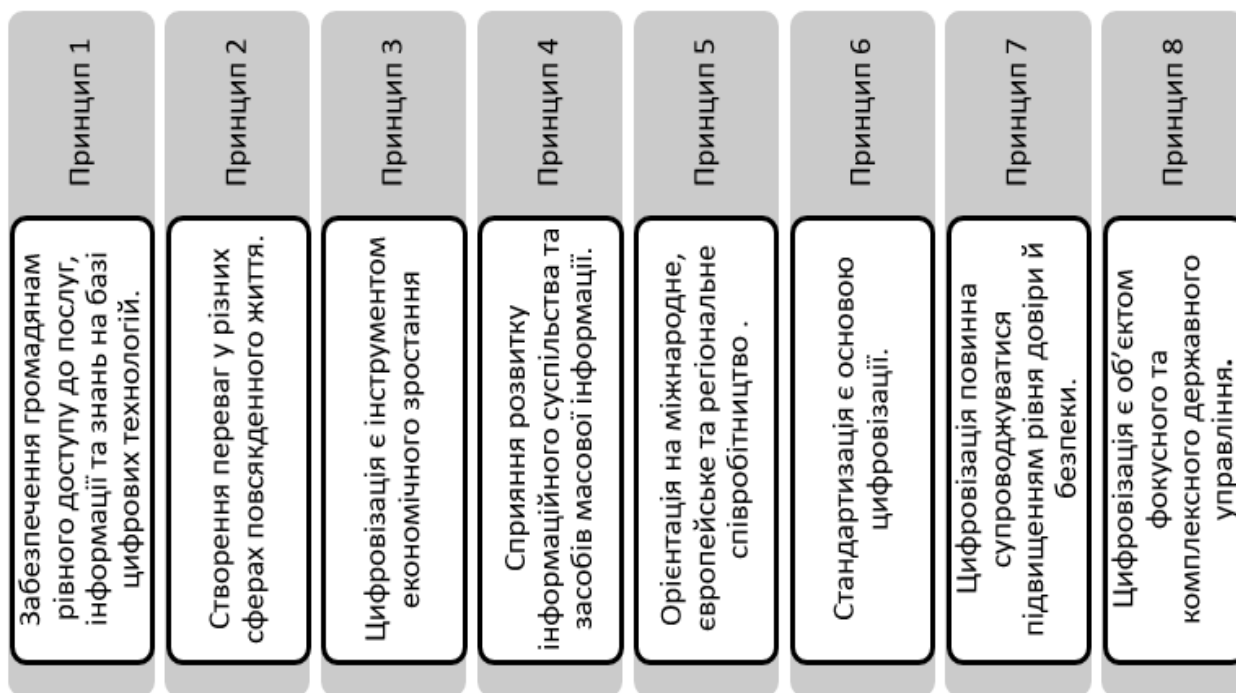 Принцип 1
Забезпечення громадянам
рівного доступу до послуг,
інформації та знань на базі
цифрових технологій.
Принцип 2
Створення переваг у різних
сферах повсякденного життя.
Принцип 3
Цифровізація є інструментом
економічного зростання
Принцип 4
Сприяння розвитку
інформаційного суспільства та
засобів масової інформації.
Принцип 5
Орієнтація на міжнародне,
європейське та регіональне
співробітництво .
Принцип 6
Стандартизація є основою
цифровізації.
Принцип 7
Цифровізація повинна
супроводжуватися
підвищенням рівня довіри й
безпеки.
Принцип 8
Цифровізація є об’єктом
фокусного та
комплексного державного
управління.